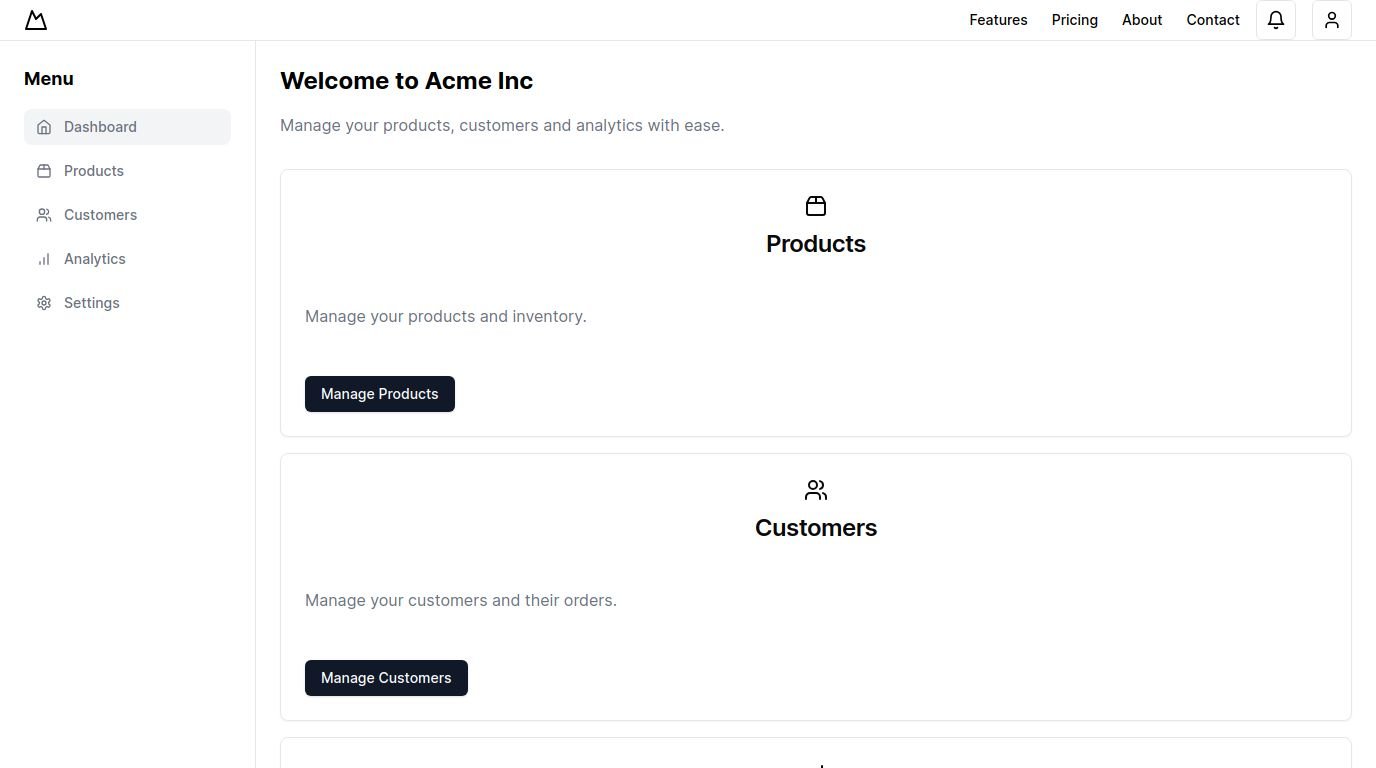 Features
Pricing
About
Contact
Menu
Dashboard
Products
Customers
Analytics
Settings
Welcome to Acme Inc
Manage your products, customers and analytics with ease.
Products
Manage your products and inventory.
Manage Products
Customers
Manage your customers and their orders.
Manage Customers